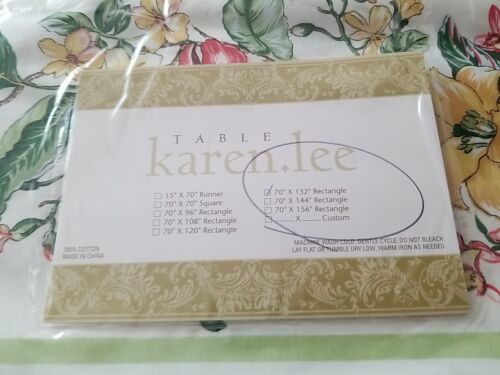 TABLE
karen.lee
15" X 70" Runner
70" X 70" Square
70" X 96" Rectangle
70" X 108" Rectangle
70" X 120" Rectangle
70" X 132" Rectangle
70" X 144" Rectangle
70" X 156" Rectangle
____X____Custom
100% COTTON
MADE IN CHINA
MACHINE WASH COLD, GENTLE CYCLE, DO NOT BLEACH,
LAY FLAT OR TUMBLE DRY LOW, WARM IRON AS NEEDED